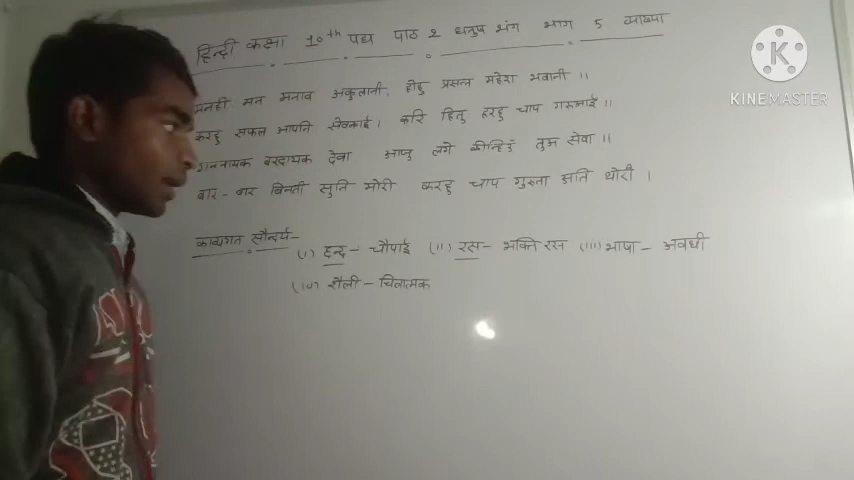 हिन्दी कक्षा 10th पद्य पाठ 2 धनुष भंग भाग 5 व्याख्या
मनहीं मन मनाव अकुलानी, होहु प्रसन्न महेश भवानी ।।
करहु सफल आपनि सेवकाई । करि हितु हरहु चाप गरुआई ।।
गननायक बरदायक देवा आजु लगे कीन्हिउँ तुअ सेवा ।।
बार-बार बिनती सुनि मोरी करहु चाप गुरुता अति थोरी ।
काव्यगत सौन्दर्य-
(i) छन्द - चौपाई (ii) रस - भक्ति रस (iii) भाषा - अवधी
(iv) शैली - चित्रात्मक
KINEMASTER